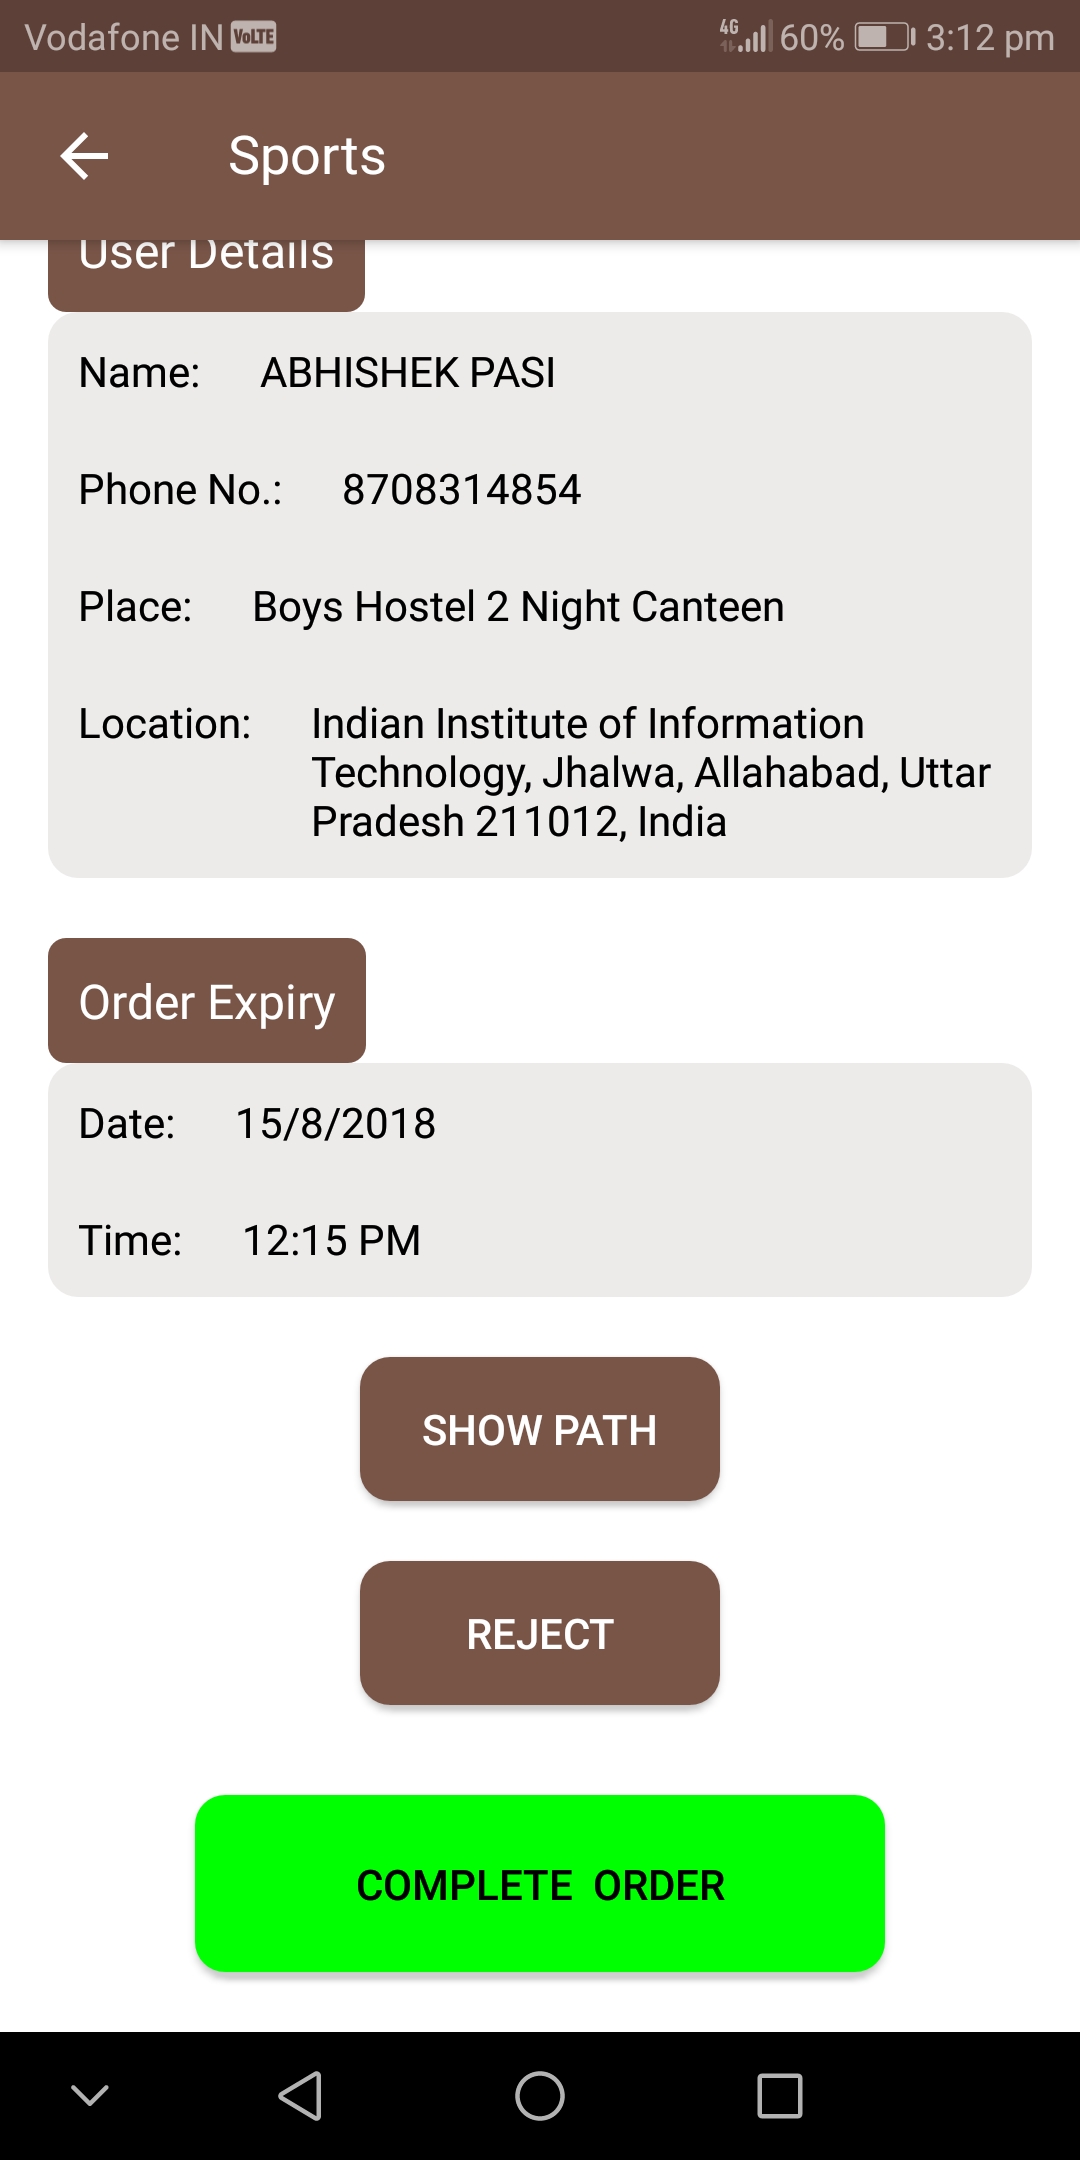 Vodafone IN VoLTE 4G 60% 3:12 pm
Sports
User Details
Name: ABHISHEK PASI
Phone No.: 8708314854
Place: Boys Hostel 2 Night Canteen
Location: Indian Institute of Information
Technology, Jhalwa, Allahabad, Uttar
Pradesh 211012, India
Order Expiry
Date: 15/8/2018
Time: 12:15 PM
SHOW PATH
REJECT
COMPLETE ORDER